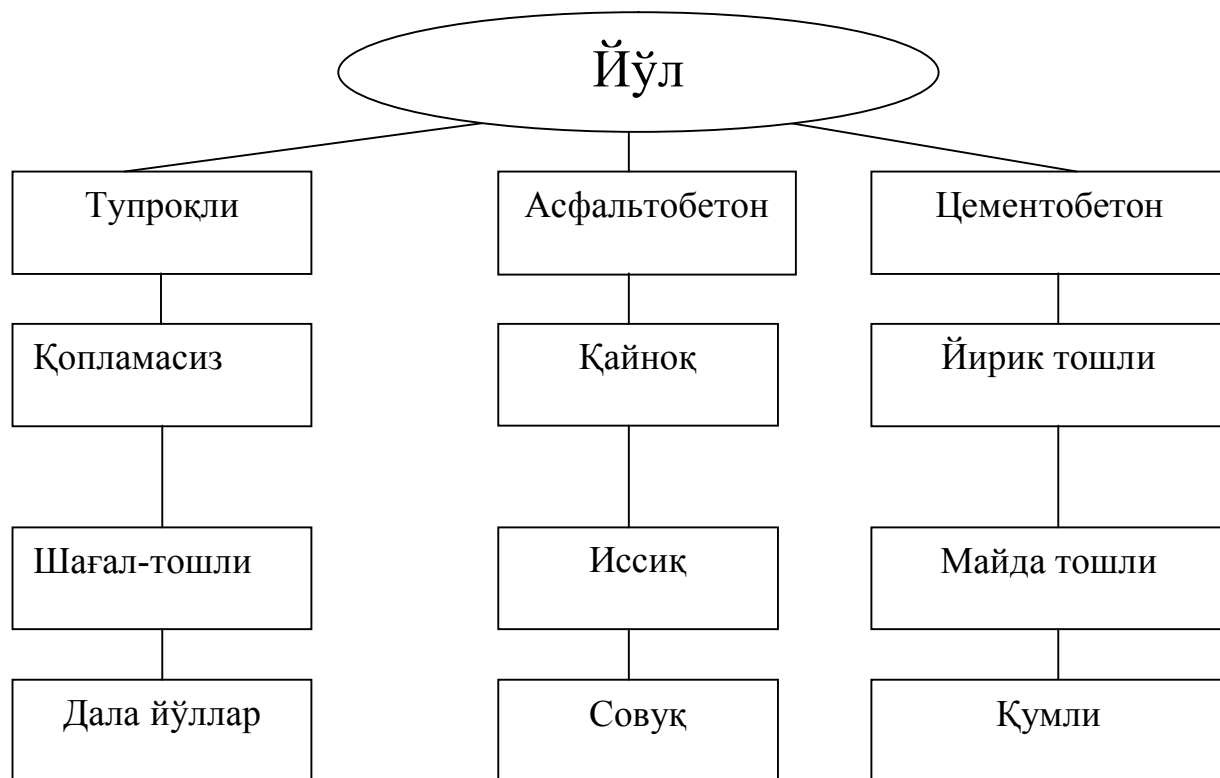 Йўл
Тупроқли
Асфальтобетон
Цементобетон
Қопламасиз
Қайноқ
Йирик тошли
Шағал-тошли
Иссиқ
Майда тошли
Дала йўллар
Совуқ
Қумли